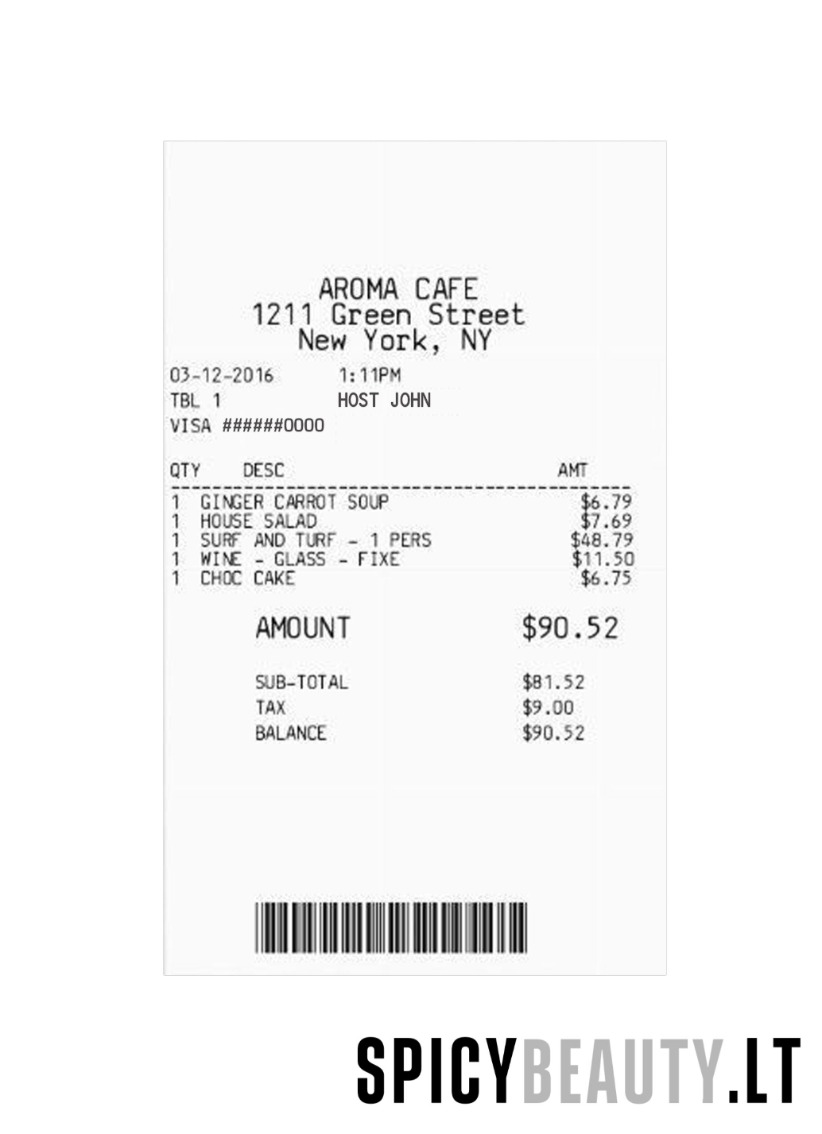 AROMA CAFE
1211 Green Street
New York, NY
03-12-2016 1:11PM
TBL 1 HOST JOHN
VISA ######0000
QTY DESC AMT
1 GINGER CARROT SOUP $6.79
1 HOUSE SALAD $7.69
1 SURF AND TURF - 1 PERS $48.79
1 WINE - GLASS - FIXE $11.50
1 CHOC CAKE $6.75
AMOUNT $90.52
SUB-TOTAL $81.52
TAX $9.00
BALANCE $90.52
SPICYBEAUTY.LT